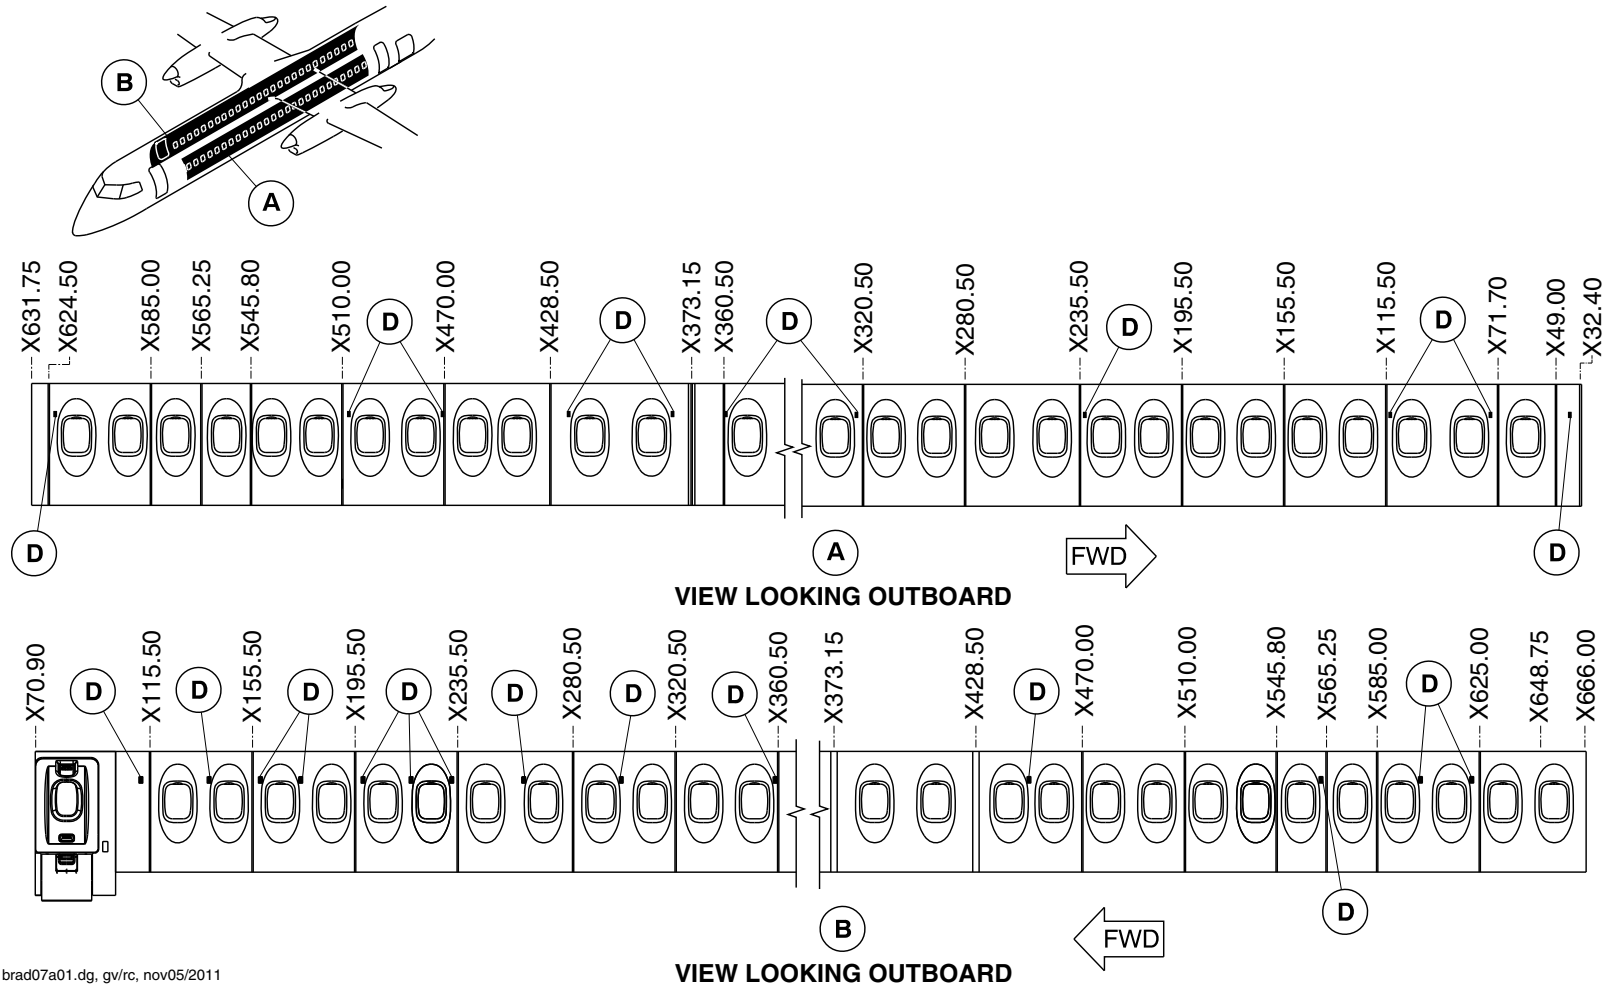 B
A
X631.75
X624.50
X585.00
X565.25
X545.80
X510.00
X470.00
X428.50
X373.15
X360.50
X320.50
X280.50
X235.50
X195.50
X155.50
X115.50
X71.70
X49.00
X32.40
D
D
D
D
D
D
D
A
FWD
VIEW LOOKING OUTBOARD
X70.90
X115.50
X155.50
X195.50
X235.50
X280.50
X320.50
X360.50
X373.15
X428.50
X470.00
X510.00
X545.80
X565.25
X585.00
X625.00
X648.75
X666.00
D
D
D
D
D
D
D
D
D
D
B
FWD
VIEW LOOKING OUTBOARD
brad07a01.dg, gv/rc, nov05/2011